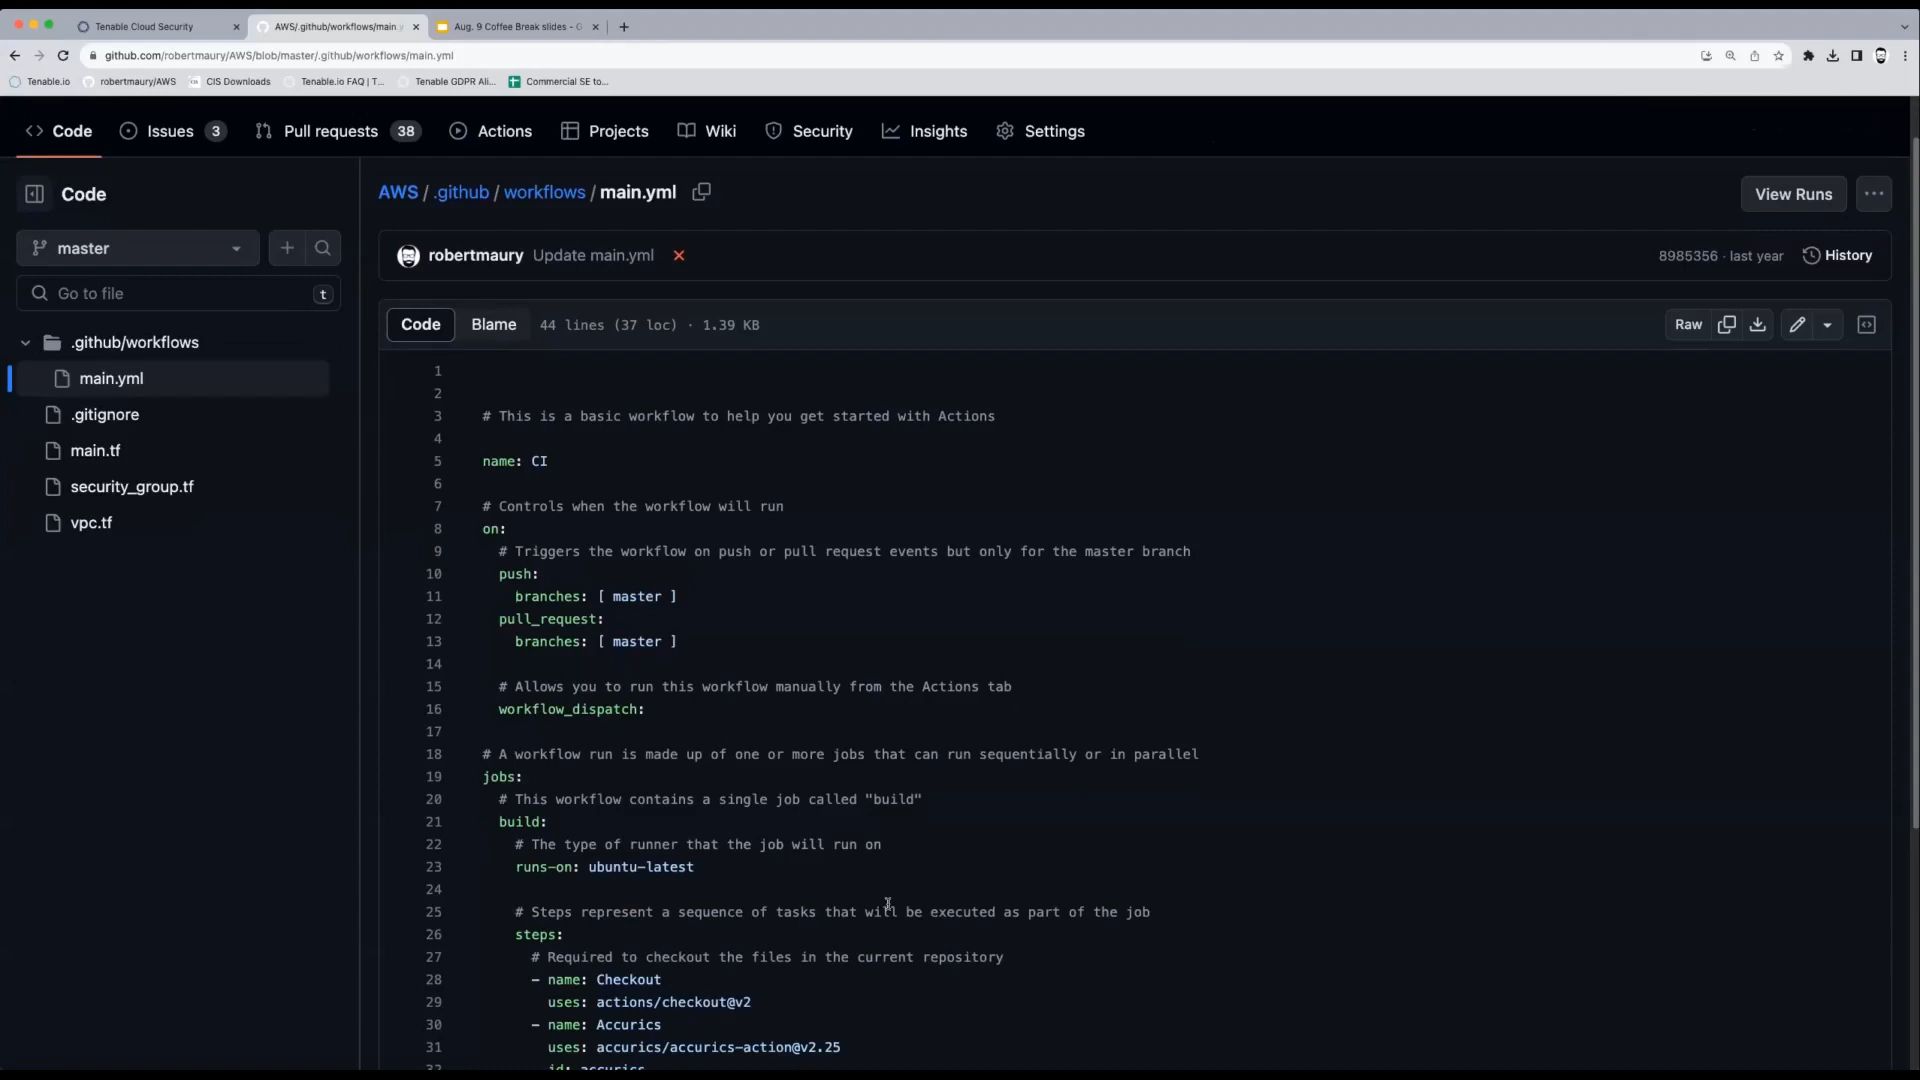 Tenable Cloud Security
AWS/.github/workflows/main.y
Aug. 9 Coffee Break slides - G
github.com/robertmaury/AWS/blob/master/.github/workflows/main.yml
Tenable.io
robertmaury/AWS
CIS Downloads
Tenable.io FAQ | T...
Tenable GDPR Ali...
Commercial SE to...
Code
Issues 3
Pull requests 38
Actions
Projects
Wiki
Security
Insights
Settings
Code
master
Go to file t
.github/workflows
main.yml
.gitignore
main.tf
security_group.tf
vpc.tf
AWS / .github / workflows / main.yml
View Runs
robertmaury Update main.yml
8985356 · last year
History
Code Blame 44 lines (37 loc) · 1.39 KB
Raw
1
2
3 # This is a basic workflow to help you get started with Actions
4
5 name: CI
6
7 # Controls when the workflow will run
8 on:
9 # Triggers the workflow on push or pull request events but only for the master branch
10 push:
11 branches: [ master ]
12 pull_request:
13 branches: [ master ]
14
15 # Allows you to run this workflow manually from the Actions tab
16 workflow_dispatch:
17
18 # A workflow run is made up of one or more jobs that can run sequentially or in parallel
19 jobs:
20 # This workflow contains a single job called "build"
21 build:
22 # The type of runner that the job will run on
23 runs-on: ubuntu-latest
24
25 # Steps represent a sequence of tasks that will be executed as part of the job
26 steps:
27 # Required to checkout the files in the current repository
28 - name: Checkout
29 uses: actions/checkout@v2
30 - name: Accurics
31 uses: accurics/accurics-action@v2.25
32 id: accurics